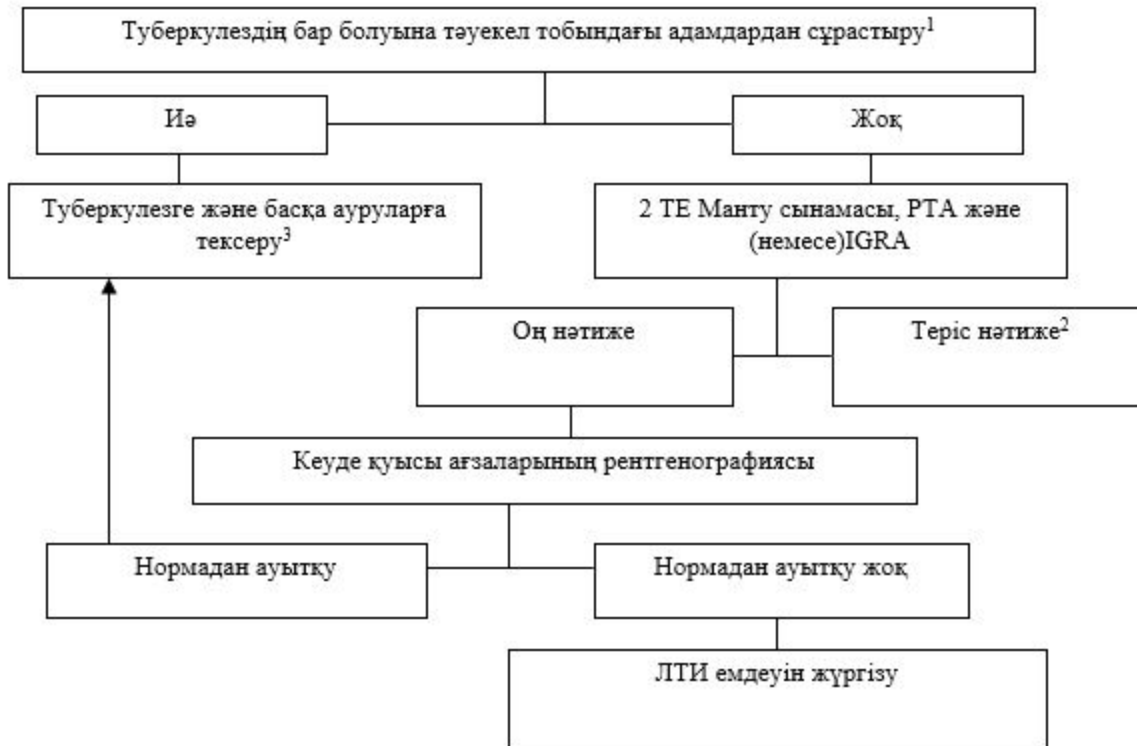 Туберкулездің бар болуына тәуекел тобындағы адамдардан сұрастыру¹
Иә
Жоқ
Туберкулезге және басқа ауруларға
тексеру³
2 ТЕ Манту сынамасы, РТА және
(немесе)IGRA
Оң нәтиже
Теріс нәтиже²
Кеуде қуысы ағзаларының рентгенографиясы
Нормадан ауытқу
Нормадан ауытқу жоқ
ЛТИ емдеуін жүргізу